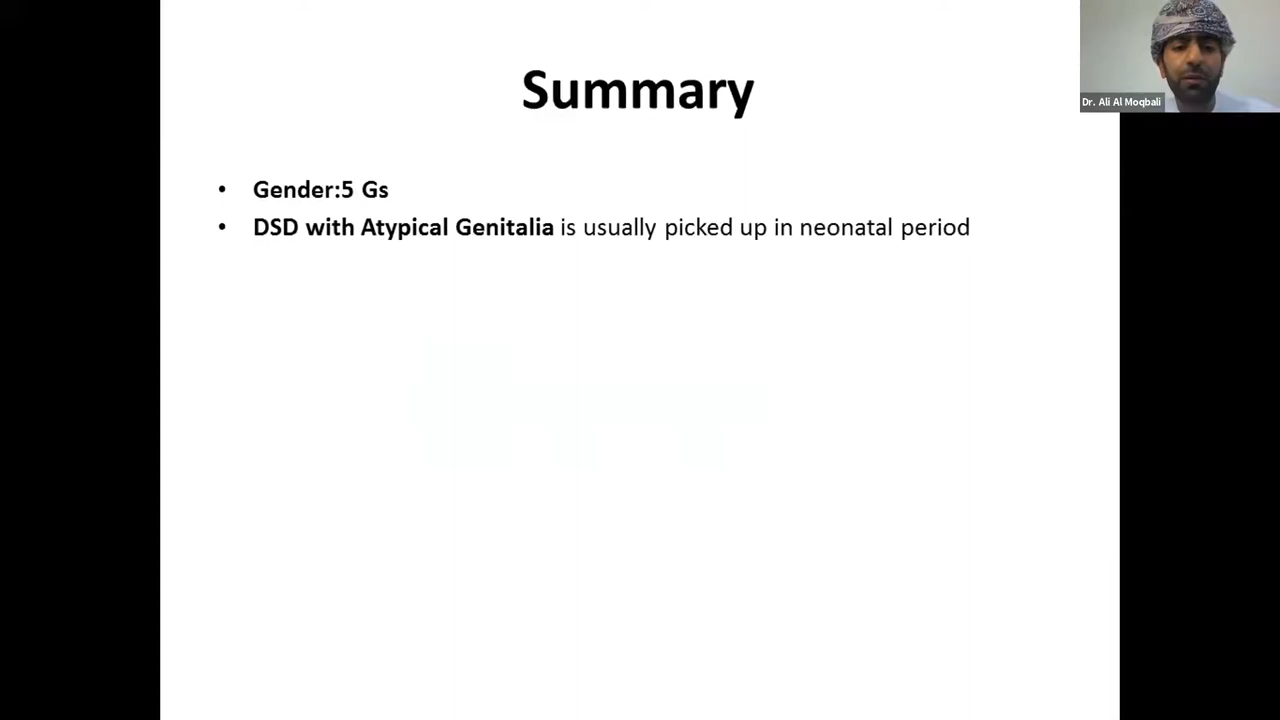 Summary
Dr. Ali Al Moqbali
• Gender:5 Gs
• DSD with Atypical Genitalia is usually picked up in neonatal period